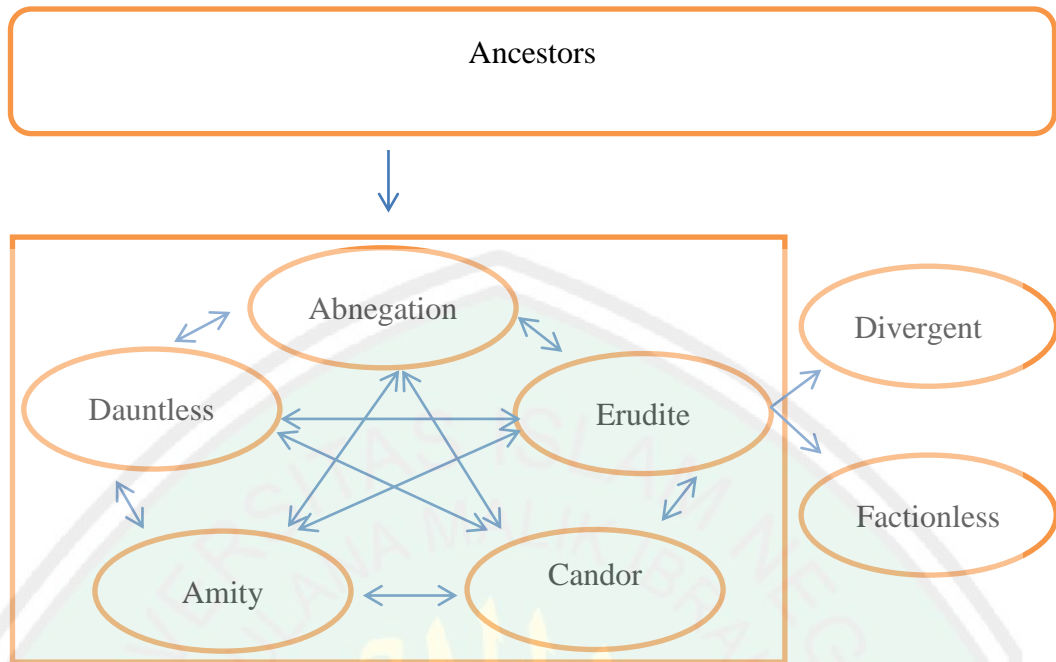 Ancestors
Abnegation
Divergent
Dauntless
Erudite
Factionless
Amity
Candor